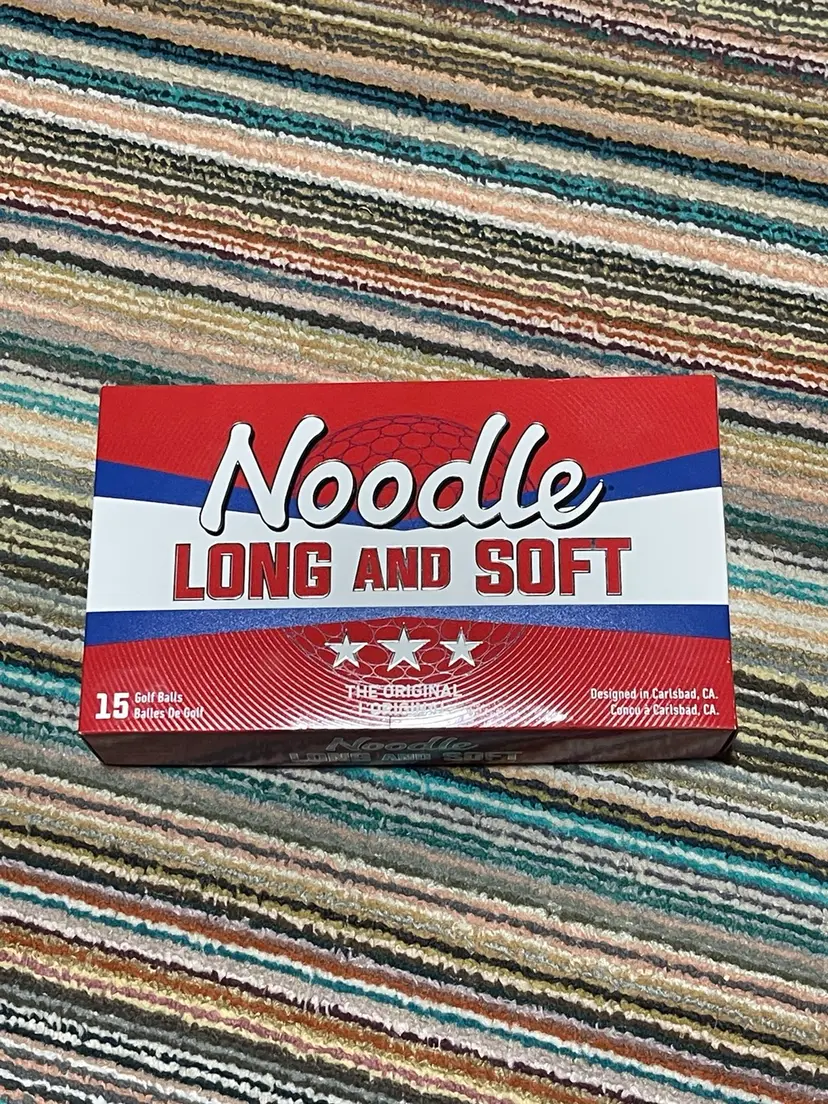 Noodle
LONG AND SOFT
THE ORIGINAL
L'ORIGINAL
15 Golf Balls
Balles De Golf
Designed in Carlsbad, CA.
Conçu à Carlsbad, CA.
Noodle
LONG AND SOFT